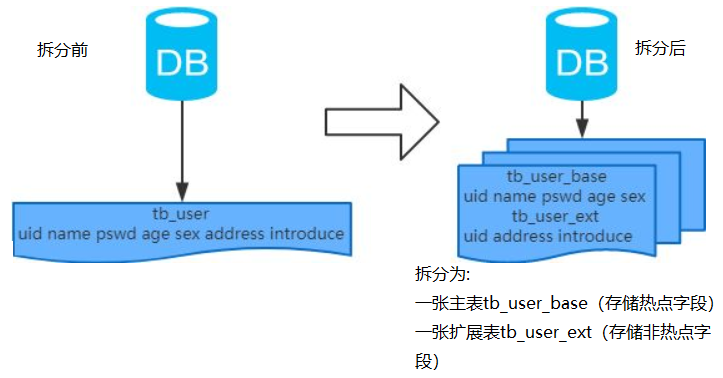 拆分前
DB
tb_user
uid name pswd age sex address introduce
DB
拆分后
tb_user_base
uid name pswd age sex
tb_user_ext
uid address introduce
拆分为:
一张主表tb_user_base（存储热点字段）
一张扩展表tb_user_ext（存储非热点字
段）